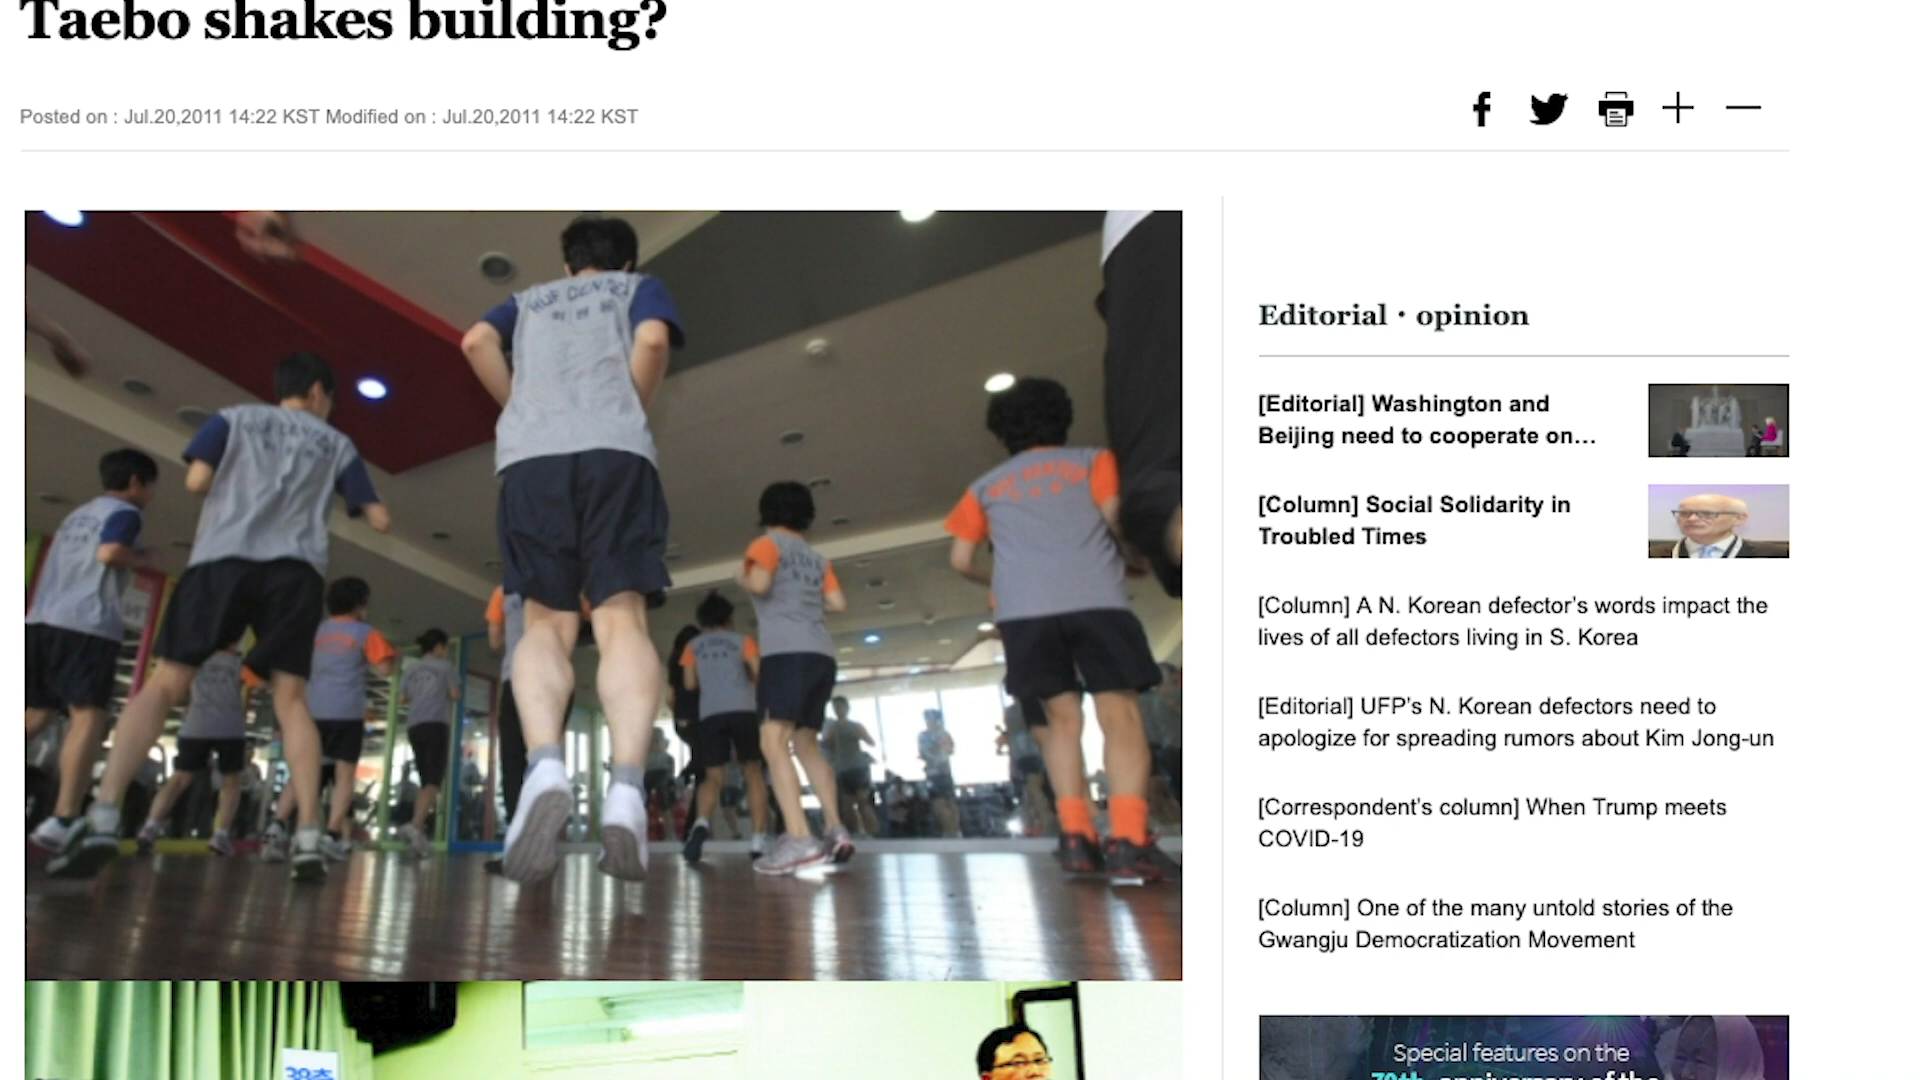 Taebo shakes building?
Posted on : Jul.20,2011 14:22 KST Modified on : Jul.20,2011 14:22 KST
Editorial · opinion
[Editorial] Washington and
Beijing need to cooperate on…
[Column] Social Solidarity in
Troubled Times
[Column] A N. Korean defector’s words impact the
lives of all defectors living in S. Korea
[Editorial] UFP’s N. Korean defectors need to
apologize for spreading rumors about Kim Jong-un
[Correspondent’s column] When Trump meets
COVID-19
[Column] One of the many untold stories of the
Gwangju Democratization Movement
Special features on the
70th anniversary of the